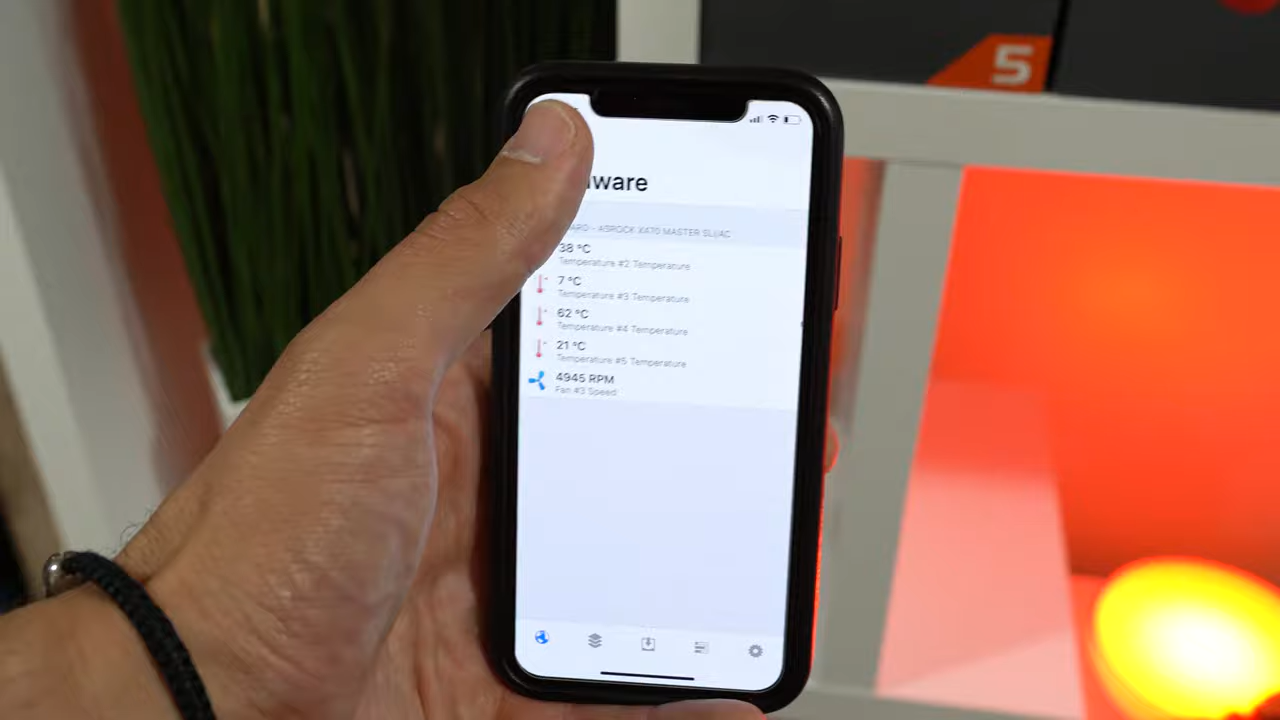 5
ware
- ASROCK X470 MASTER SLI/AC
38 °C
Temperature #2 Temperature
7 °C
Temperature #3 Temperature
62 °C
Temperature #4 Temperature
21 °C
Temperature #5 Temperature
4945 RPM
Fan #3 Speed